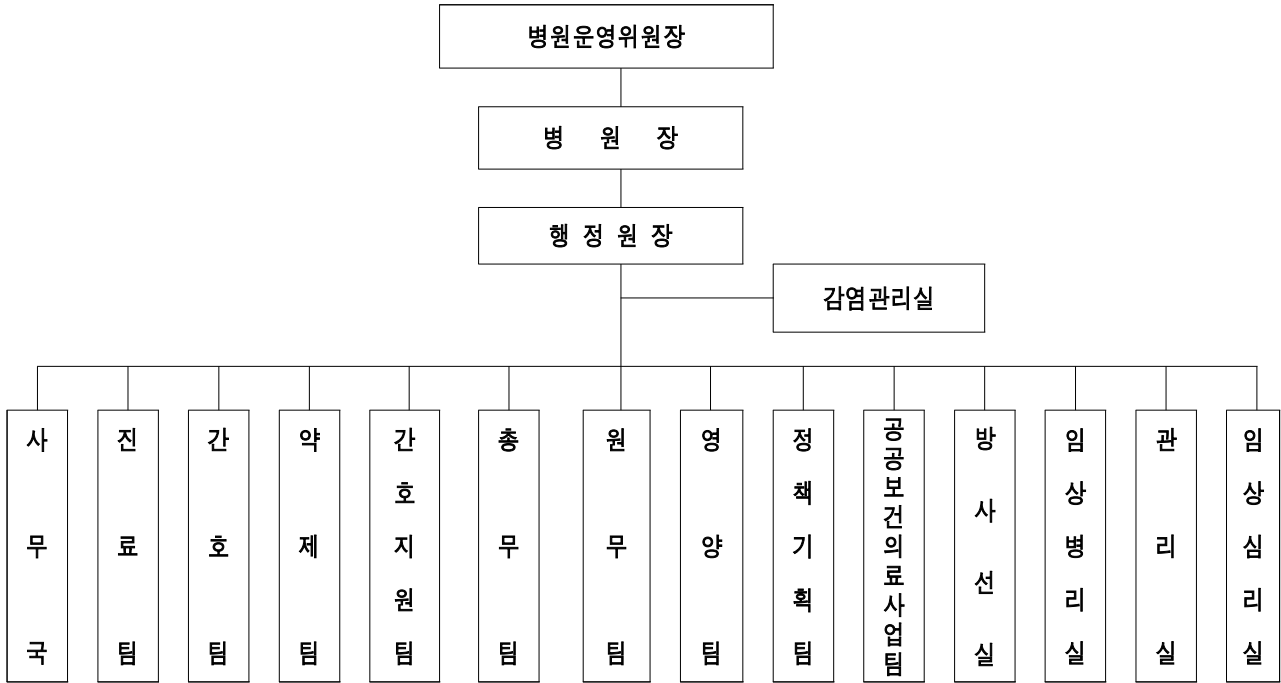 병원운영위원장
병 원 장
행 정 원 장
감염관리실
사무국
진료팀
간호팀
약제팀
간호지원팀
총무팀
원무팀
영양팀
정책기획팀
공공보건의료사업팀
방사선실
임상병리실
관리실
임상심리실